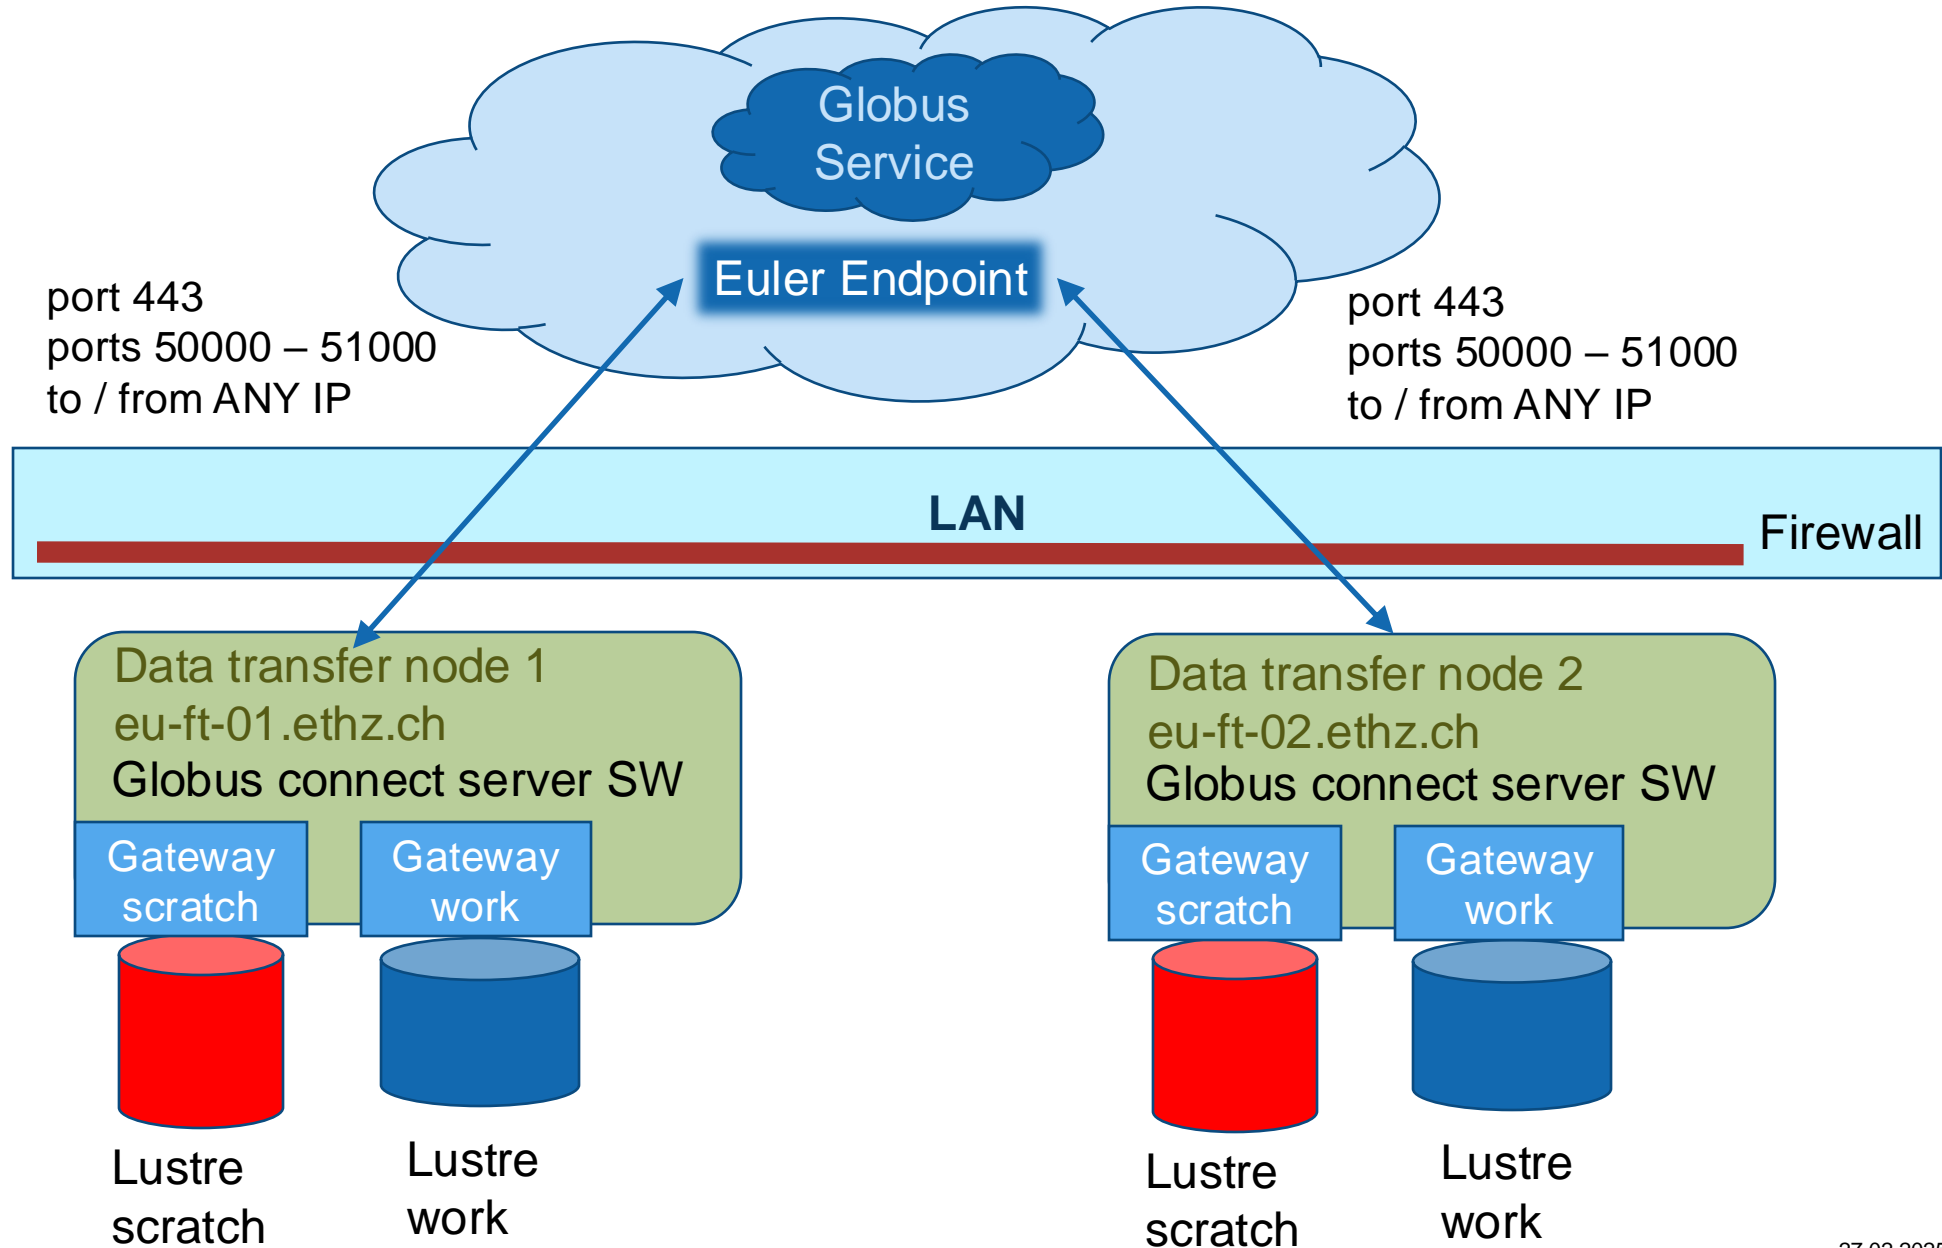 Globus
Service
Euler Endpoint
port 443
ports 50000 – 51000
to / from ANY IP
port 443
ports 50000 – 51000
to / from ANY IP
LAN
Firewall
Data transfer node 1
eu-ft-01.ethz.ch
Globus connect server SW
Gateway
scratch
Gateway
work
Lustre
scratch
Lustre
work
Data transfer node 2
eu-ft-02.ethz.ch
Globus connect server SW
Gateway
scratch
Gateway
work
Lustre
scratch
Lustre
work